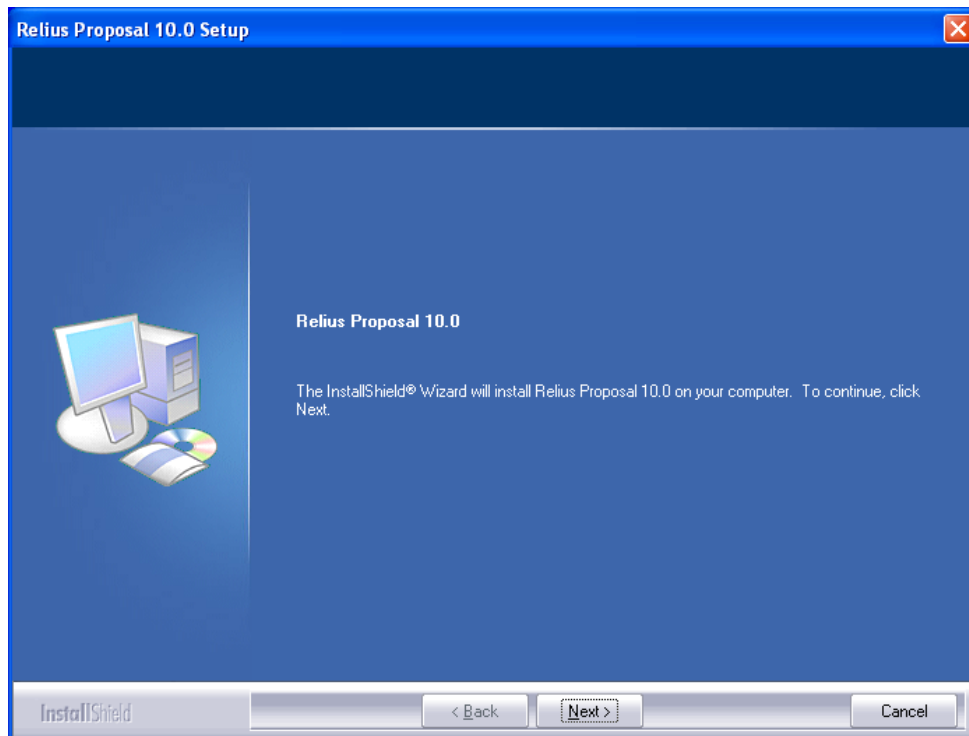 Relius Proposal 10.0 Setup
Relius Proposal 10.0
The InstallShield® Wizard will install Relius Proposal 10.0 on your computer.  To continue, click
Next.
InstallShield
< Back
Next >
Cancel